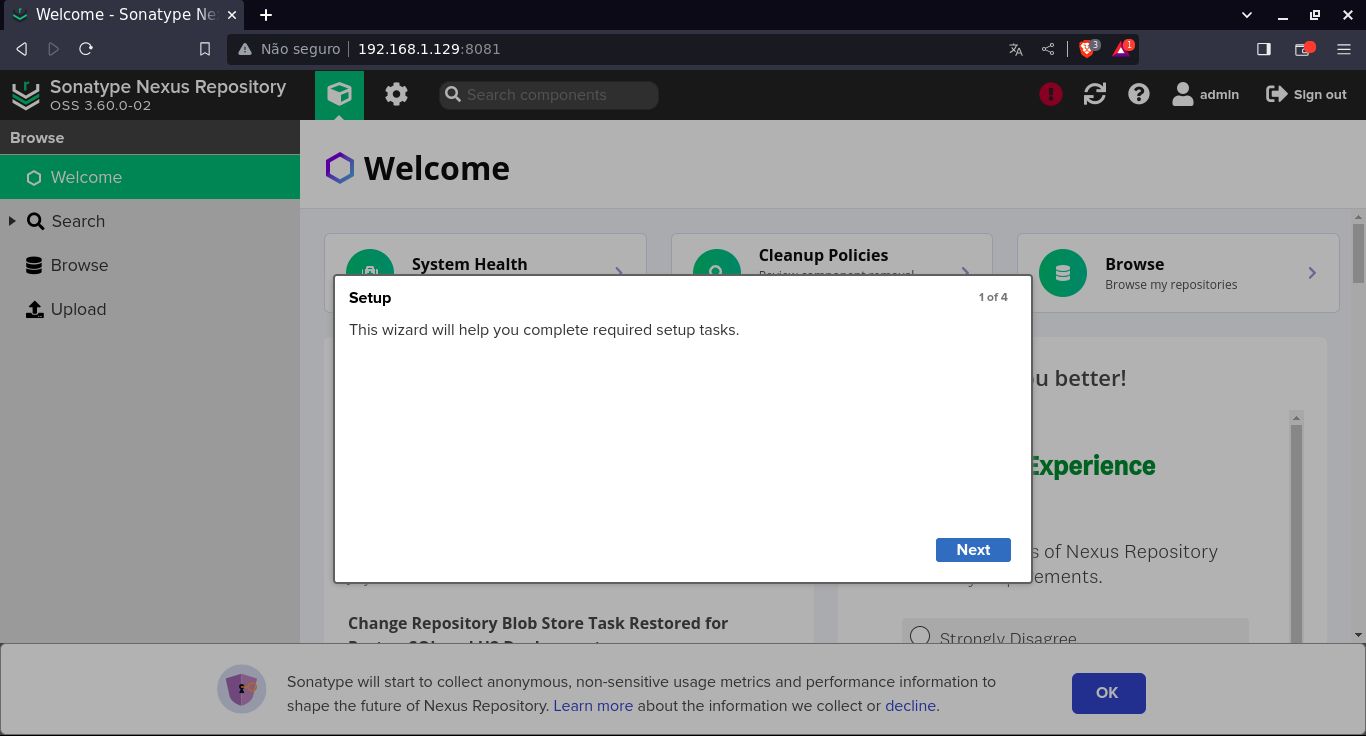 Welcome - Sonatype Ne
Não seguro
192.168.1.129:8081
3
1
Sonatype Nexus Repository
OSS 3.60.0-02
Search components
admin
Sign out
Browse
Welcome
Search
Browse
Upload
Welcome
System Health
Cleanup Policies
Review component removal
Browse
Browse my repositories
Setup
1 of 4
This wizard will help you complete required setup tasks.
Next
u better!
Experience
s of Nexus Repository
ements.
Change Repository Blob Store Task Restored for
Strongly Disagree
Sonatype will start to collect anonymous, non-sensitive usage metrics and performance information to
shape the future of Nexus Repository. Learn more about the information we collect or decline.
OK